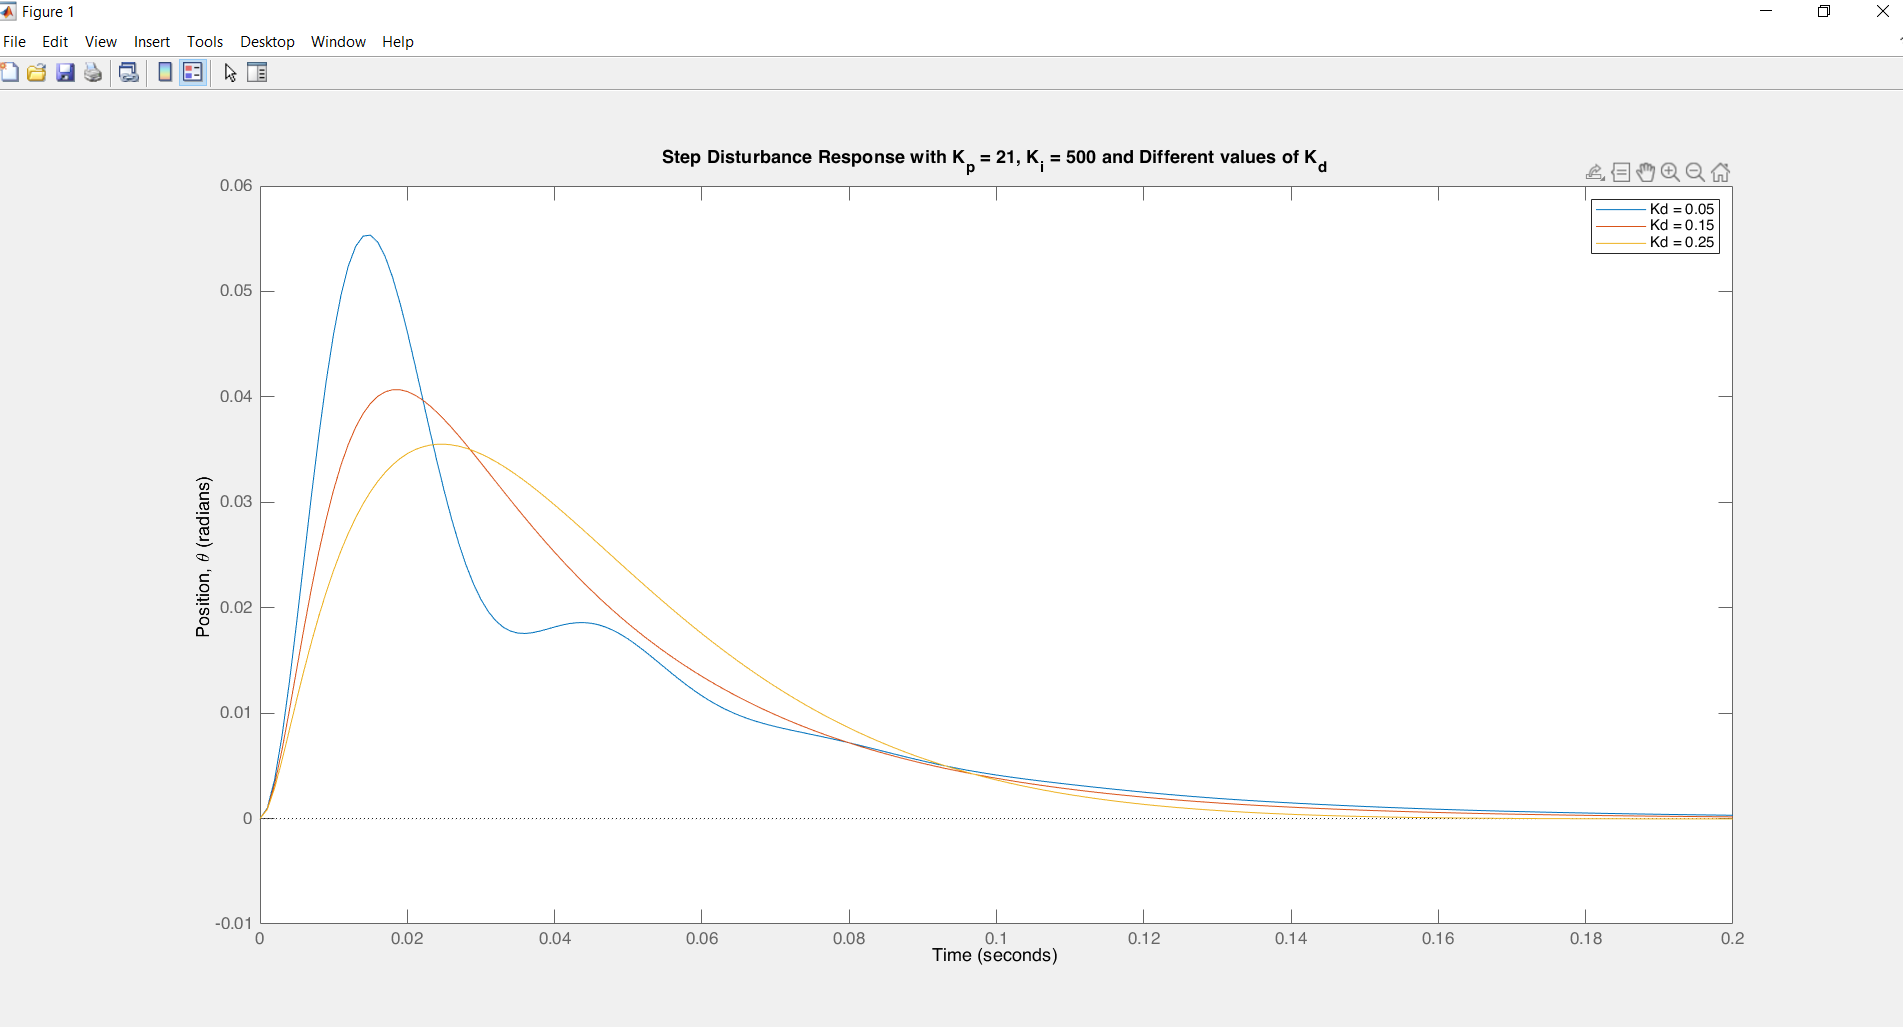 Figure 1
File Edit View Insert Tools Desktop Window Help
Step Disturbance Response with Kp = 21, Ki = 500 and Different values of Kd
Kd = 0.05
Kd = 0.15
Kd = 0.25
0.06
0.05
0.04
0.03
0.02
0.01
0
-0.01
Position, θ (radians)
0 0.02 0.04 0.06 0.08 0.1 0.12 0.14 0.16 0.18 0.2
Time (seconds)